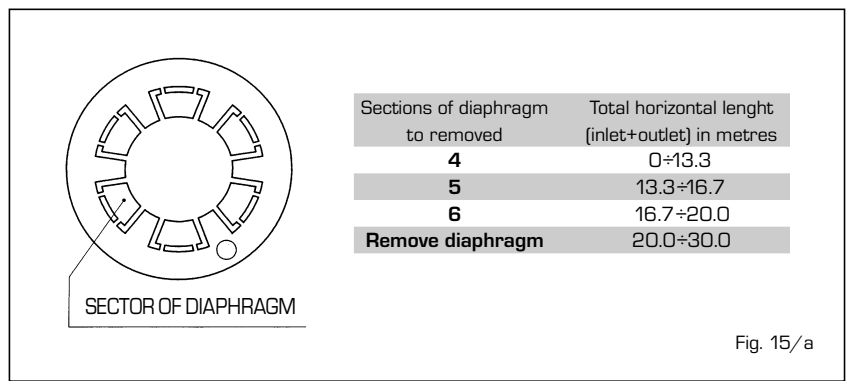 Sections of diaphragm Total horizontal lenght
to removed (inlet+outlet) in metres
4 0÷13.3
5 13.3÷16.7
6 16.7÷20.0
Remove diaphragm 20.0÷30.0
SECTOR OF DIAPHRAGM
Fig. 15/a